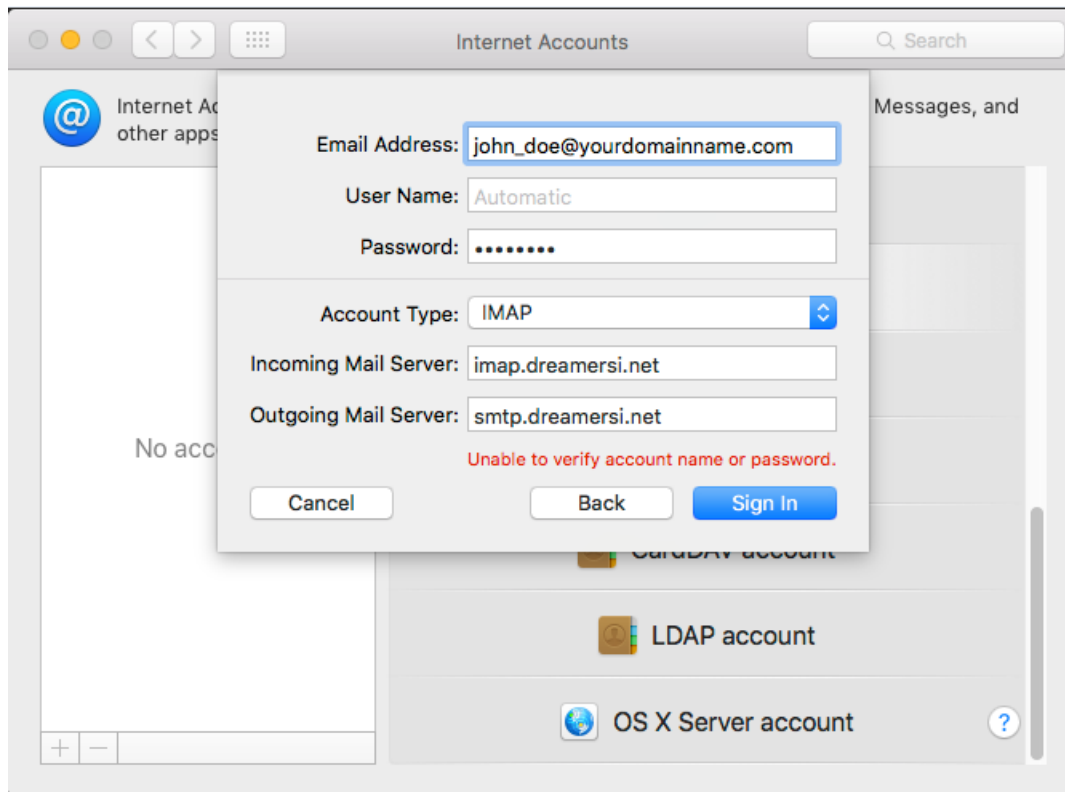 Internet Accounts
Search
Internet Ac
Messages, and
other apps
Email Address: john_doe@yourdomainname.com
User Name: Automatic
Password: ••••••••
Account Type: IMAP
Incoming Mail Server: imap.dreamersi.net
Outgoing Mail Server: smtp.dreamersi.net
No acc
Unable to verify account name or password.
Cancel
Back
Sign In
CardDAV account
LDAP account
OS X Server account
?